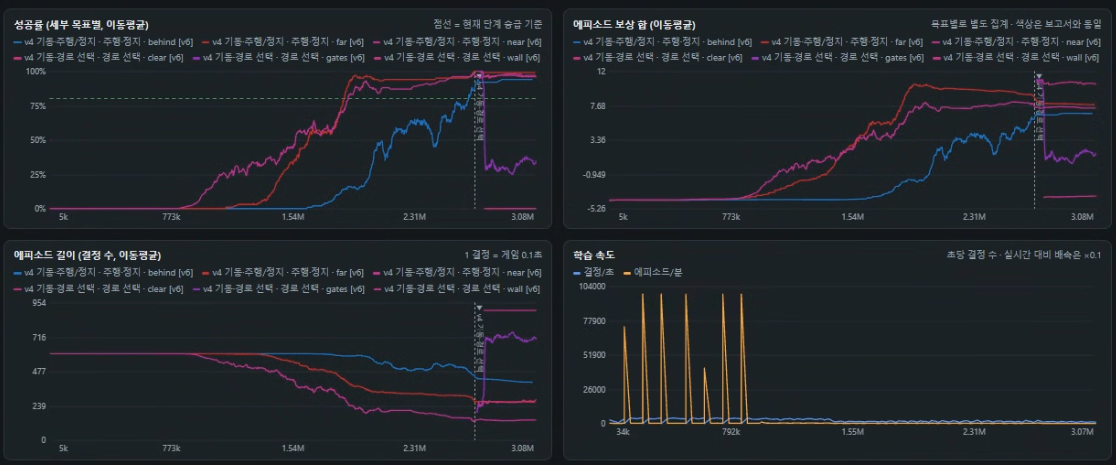 성공률 (세부 목표별, 이동평균) 점선 = 현재 단계 승급 기준
v4 기동·주행/정지 · 주행·정지 · behind [v6] v4 기동·주행/정지 · 주행·정지 · far [v6] v4 기동·주행/정지 · 주행·정지 · near [v6]
v4 기동·경로 선택 · 경로 선택 · clear [v6] v4 기동·경로 선택 · 경로 선택 · gates [v6] v4 기동·경로 선택 · 경로 선택 · wall [v6]
100%
75%
50%
25%
0%
5k 773k 1.54M 2.31M 3.08M
에피소드 보상 합 (이동평균) 목표별로 별도 집계 · 색상은 보고서와 동일
v4 기동·주행/정지 · 주행·정지 · behind [v6] v4 기동·주행/정지 · 주행·정지 · far [v6] v4 기동·주행/정지 · 주행·정지 · near [v6]
v4 기동·경로 선택 · 경로 선택 · clear [v6] v4 기동·경로 선택 · 경로 선택 · gates [v6] v4 기동·경로 선택 · 경로 선택 · wall [v6]
12
7.68
3.36
-0.949
-5.26
5k 773k 1.54M 2.31M 3.08M
에피소드 길이 (결정 수, 이동평균) 1 결정 = 게임 0.1초
v4 기동·주행/정지 · 주행·정지 · behind [v6] v4 기동·주행/정지 · 주행·정지 · far [v6] v4 기동·주행/정지 · 주행·정지 · near [v6]
v4 기동·경로 선택 · 경로 선택 · clear [v6] v4 기동·경로 선택 · 경로 선택 · gates [v6] v4 기동·경로 선택 · 경로 선택 · wall [v6]
954
716
477
239
0
5k 773k 1.54M 2.31M 3.08M
학습 속도 초당 결정 수 · 실시간 대비 배속은 ×0.1
결정/초 에피소드/분
104000
77900
51900
26000
0
34k 792k 1.55M 2.31M 3.07M